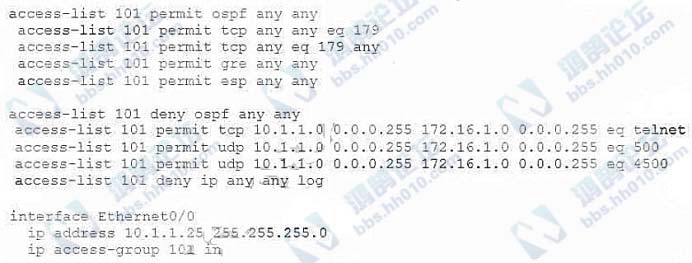 access-list 101 permit ospf any any
access-list 101 permit tcp any any eq 179
access-list 101 permit tcp any eq 179 any
access-list 101 permit gre any any
access-list 101 permit esp any any
access-list 101 deny ospf any any
access-list 101 permit tcp 10.1.1.0 0.0.0.255 172.16.1.0 0.0.0.255 eq telnet
access-list 101 permit udp 10.1.1.0 0.0.0.255 172.16.1.0 0.0.0.255 eq 500
access-list 101 permit udp 10.1.1.0 0.0.0.255 172.16.1.0 0.0.0.255 eq 4500
access-list 101 deny ip any any log
interface Ethernet0/0
ip address 10.1.1.25 255.255.255.0
ip access-group 101 in
鸿鹄论坛
bbs.hh010.com